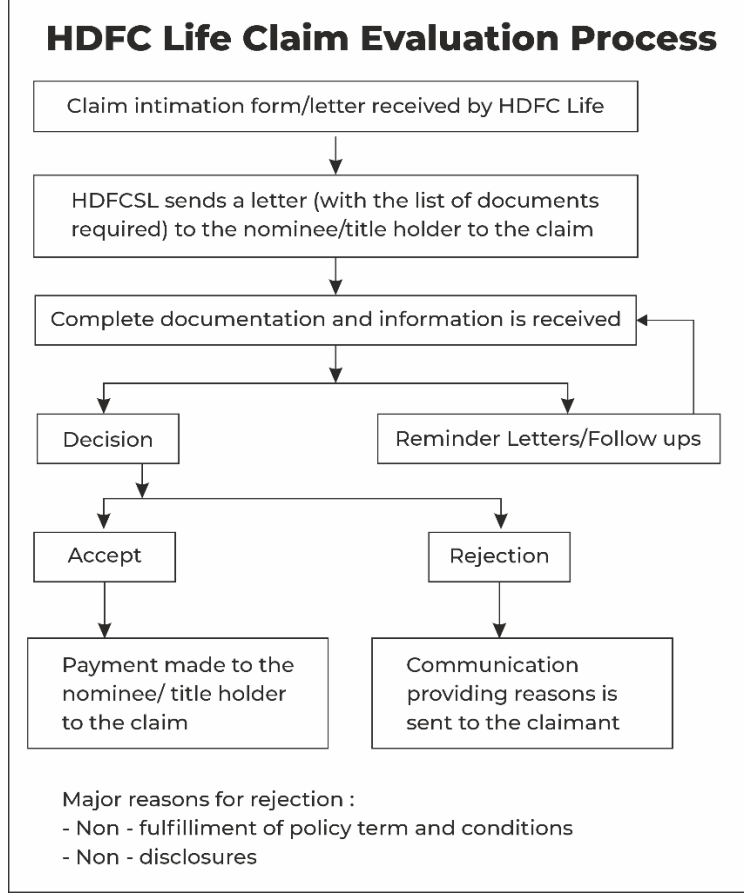 HDFC Life Claim Evaluation Process
Claim intimation form/letter received by HDFC Life
HDFCSL sends a letter (with the list of documents
required) to the nominee/title holder to the claim
Complete documentation and information is received
Decision
Reminder Letters/Follow ups
Accept
Rejection
Payment made to the
nominee/ title holder
to the claim
Communication
providing reasons is
sent to the claimant
Major reasons for rejection :
- Non - fulfilliment of policy term and conditions
- Non - disclosures